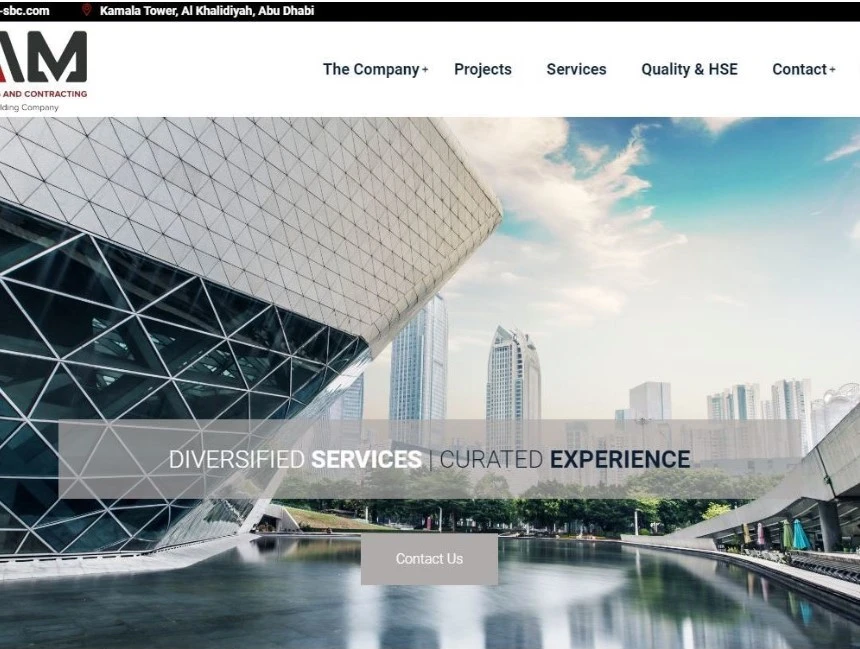 -sbc.com Kamala Tower, Al Khalidiyah, Abu Dhabi
AM
The Company + Projects Services Quality & HSE Contact +
AND CONTRACTING
lding Company
DIVERSIFIED SERVICES | CURATED EXPERIENCE
Contact Us